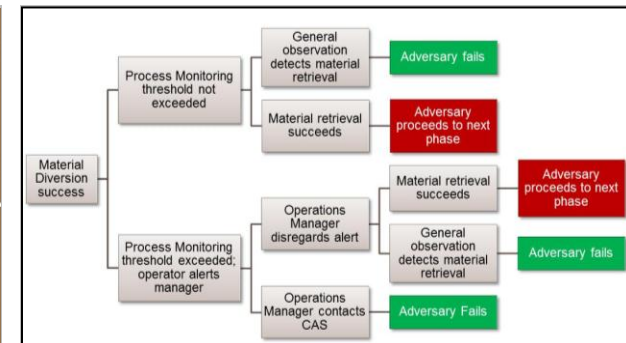 General
observation
detects material
retrieval
Adversary fails
Process Monitoring
threshold not
exceeded
Material retrieval
succeeds
Adversary
proceeds to next
phase
Material
Diversion
success
Material retrieval
succeeds
Adversary
proceeds to next
phase
Operations
Manager
disregards alert
General
observation
detects material
retrieval
Adversary fails
Process Monitoring
threshold exceeded;
operator alerts
manager
Operations
Manager contacts
CAS
Adversary Fails